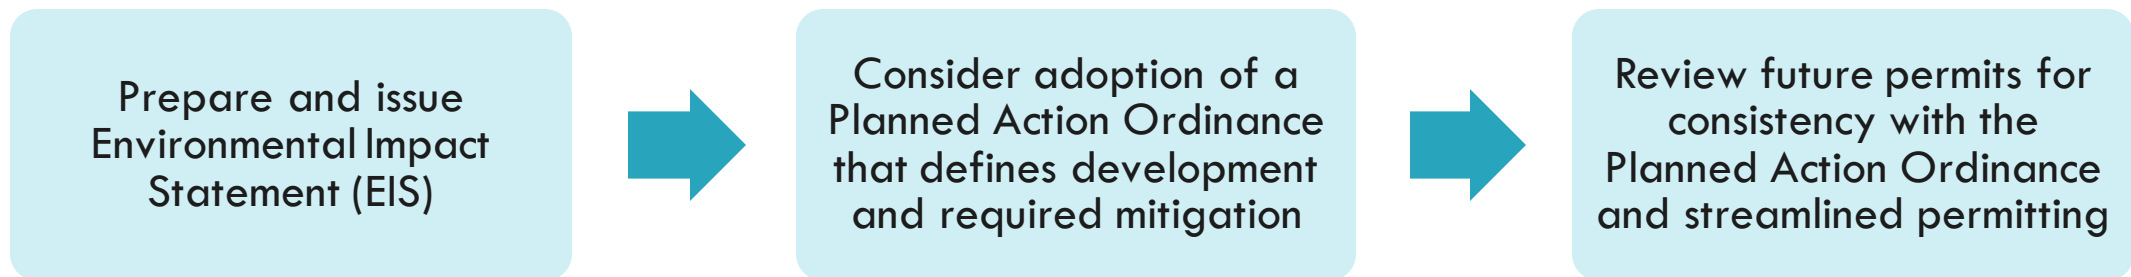 Prepare and issue
Environmental Impact
Statement (EIS)
Consider adoption of a
Planned Action Ordinance
that defines development
and required mitigation
Review future permits for
consistency with the
Planned Action Ordinance
and streamlined permitting